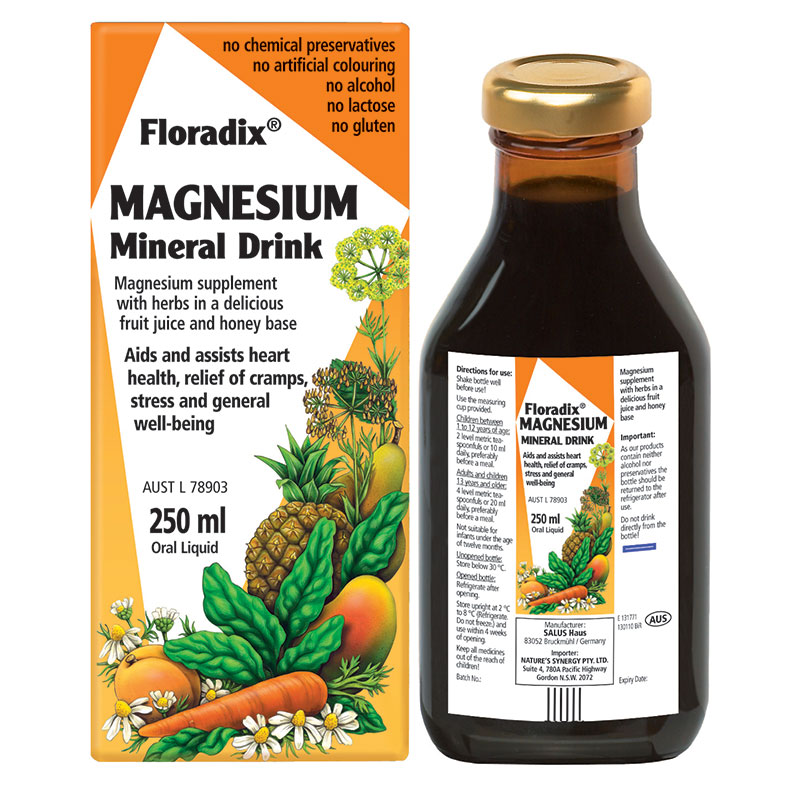 no chemical preservatives
no artificial colouring
no alcohol
no lactose
no gluten
Floradix®
MAGNESIUM
Mineral Drink
Magnesium supplement
with herbs in a delicious
fruit juice and honey base
Aids and assists heart
health, relief of cramps,
stress and general
well-being
AUST L 78903
250 ml
Oral Liquid
Directions for use:
Shake bottle well
before use!
Use the measuring
cup provided.
Children between
1 to 12 years of age:
2 level metric tea-
spoonfuls or 10 ml
daily, preferably
before a meal.
Adults and children
13 years and older:
4 level metric tea-
spoonfuls or 20 ml
daily, preferably
before a meal.
Not suitable for
infants under the age
of twelve months.
Unopened bottle:
Store below 30 °C.
Opened bottle:
Refrigerate after
opening.
Store upright at 2 °C
to 8 °C (Refrigerate.
Do not freeze.) and
use within 4 weeks
of opening.
Keep all medicines
out of the reach of
children!
Batch No.:
Floradix®
MAGNESIUM
MINERAL DRINK
Aids and assists heart
health, relief of cramps,
stress and general
well-being
AUST L 78903
250 ml
Oral Liquid
Manufacturer:
SALUS Haus
83052 Bruckmühl / Germany
Importer:
NATURE'S SYNERGY PTY. LTD.
Suite 4, 780A Pacific Highway
Gordon N.S.W. 2072
Magnesium
supplement
with herbs in a
delicious fruit
juice and honey
base
Important:
As our products
contain neither
alcohol nor
preservatives the
bottle should be
returned to the
refrigerator after
use.
Do not drink
directly from the
bottle!
E 131771
130110 BiR
AUS
Expiry Date: